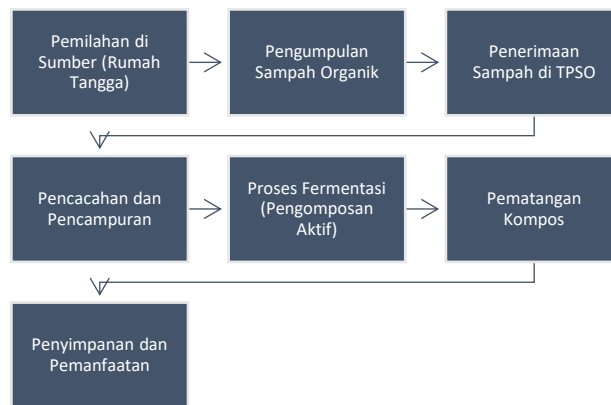 Pemilahan di
Sumber (Rumah
Tangga)
Pengumpulan
Sampah Organik
Penerimaan
Sampah di TPSO
Pencacahan dan
Pencampuran
Proses Fermentasi
(Pengomposan
Aktif)
Pematangan
Kompos
Penyimpanan dan
Pemanfaatan